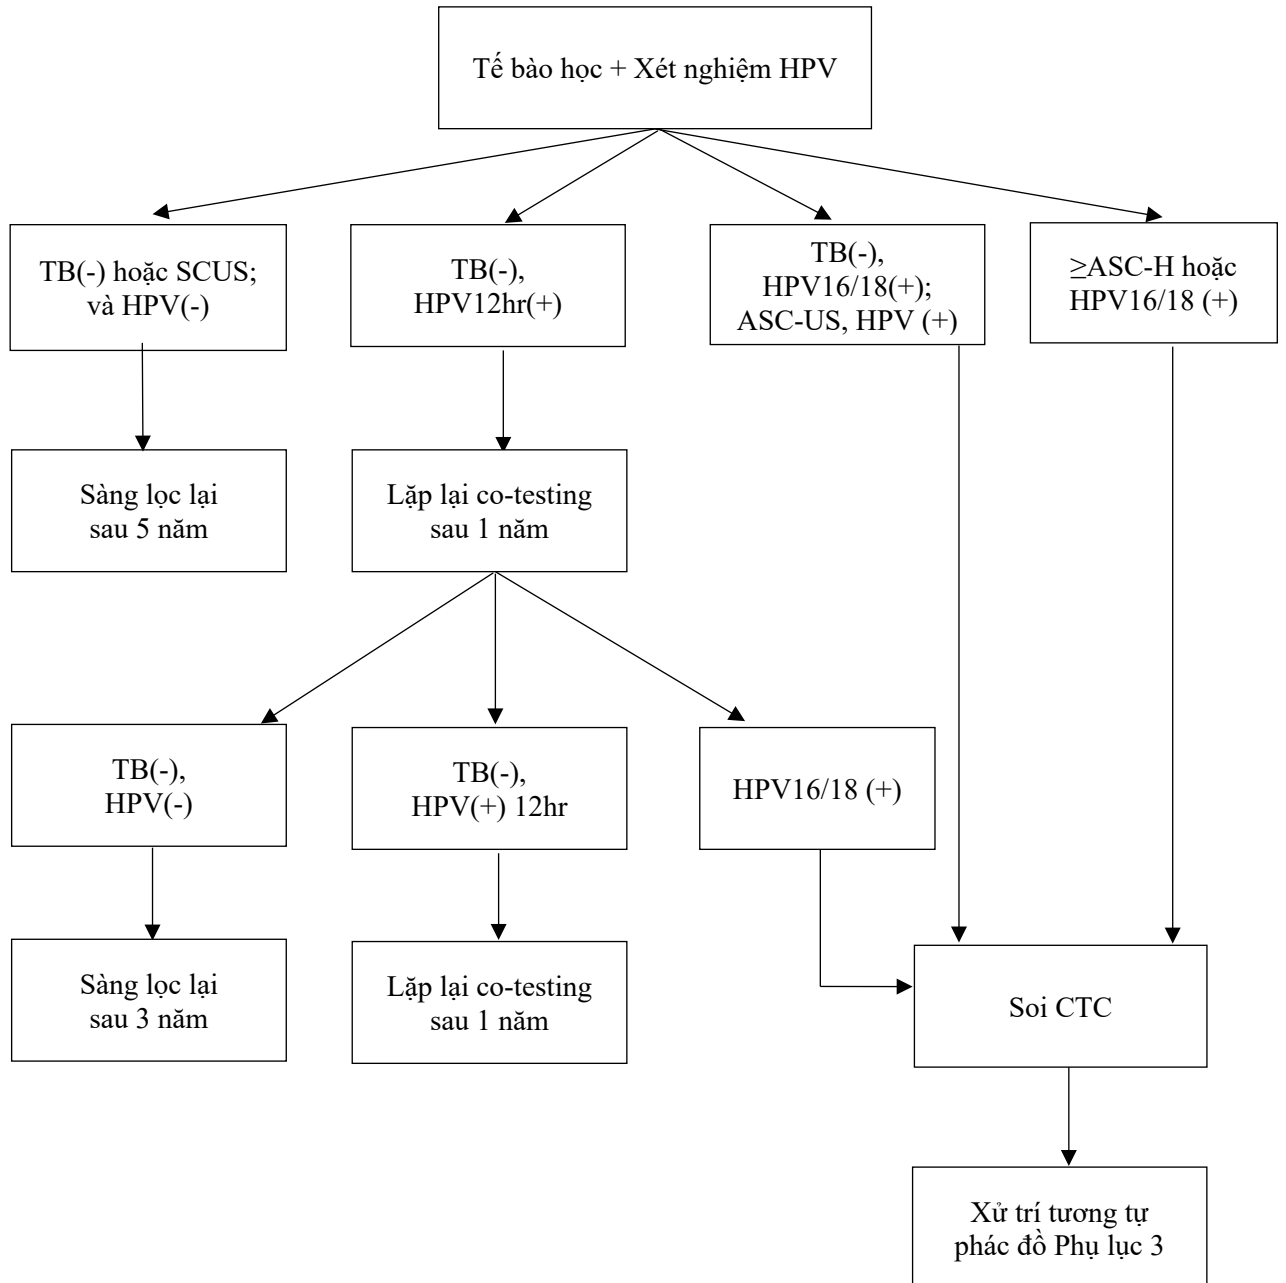 Tế bào học + Xét nghiệm HPV
TB(-) hoặc SCUS;
và HPV(-)
TB(-),
HPV12hr(+)
TB(-),
HPV16/18(+);
ASC-US, HPV (+)
≥ASC-H hoặc
HPV16/18 (+)
Sàng lọc lại
sau 5 năm
Lặp lại co-testing
sau 1 năm
TB(-),
HPV(-)
TB(-),
HPV(+) 12hr
HPV16/18 (+)
Sàng lọc lại
sau 3 năm
Lặp lại co-testing
sau 1 năm
Soi CTC
Xử trí tương tự
phác đồ Phụ lục 3